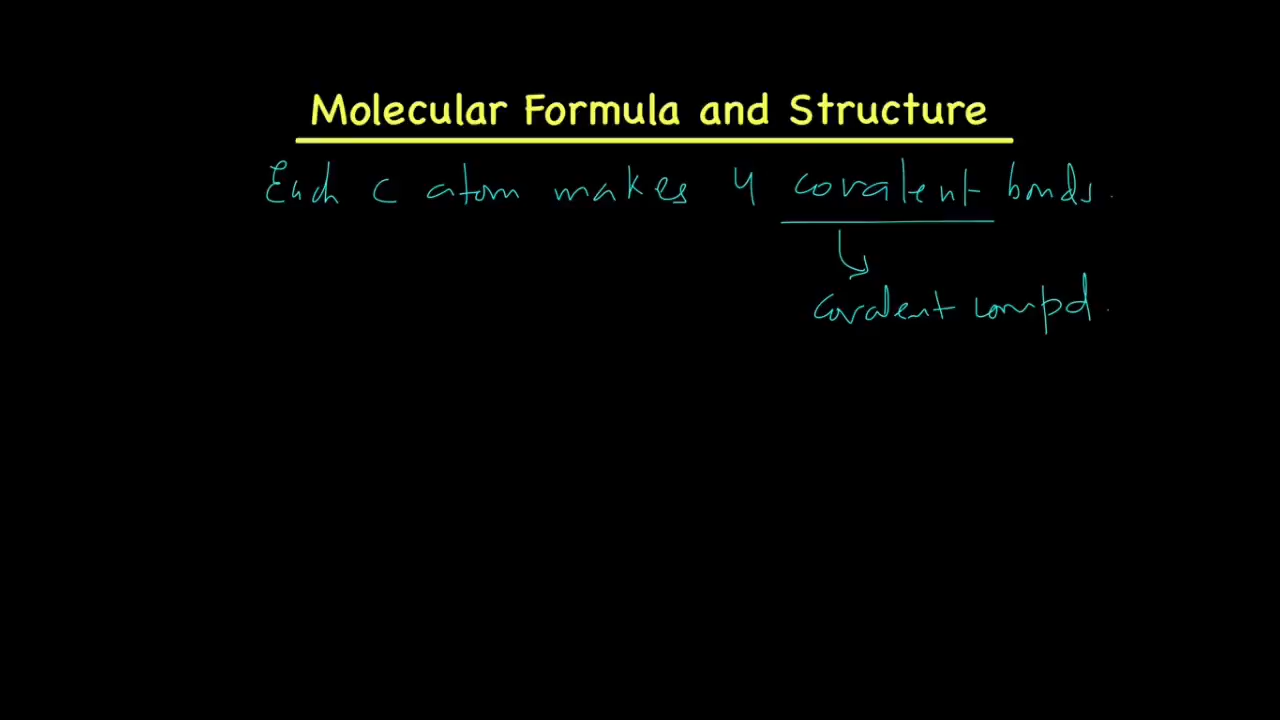 Molecular Formula and Structure
Each C atom makes 4 covalent bonds.
covalent compd.